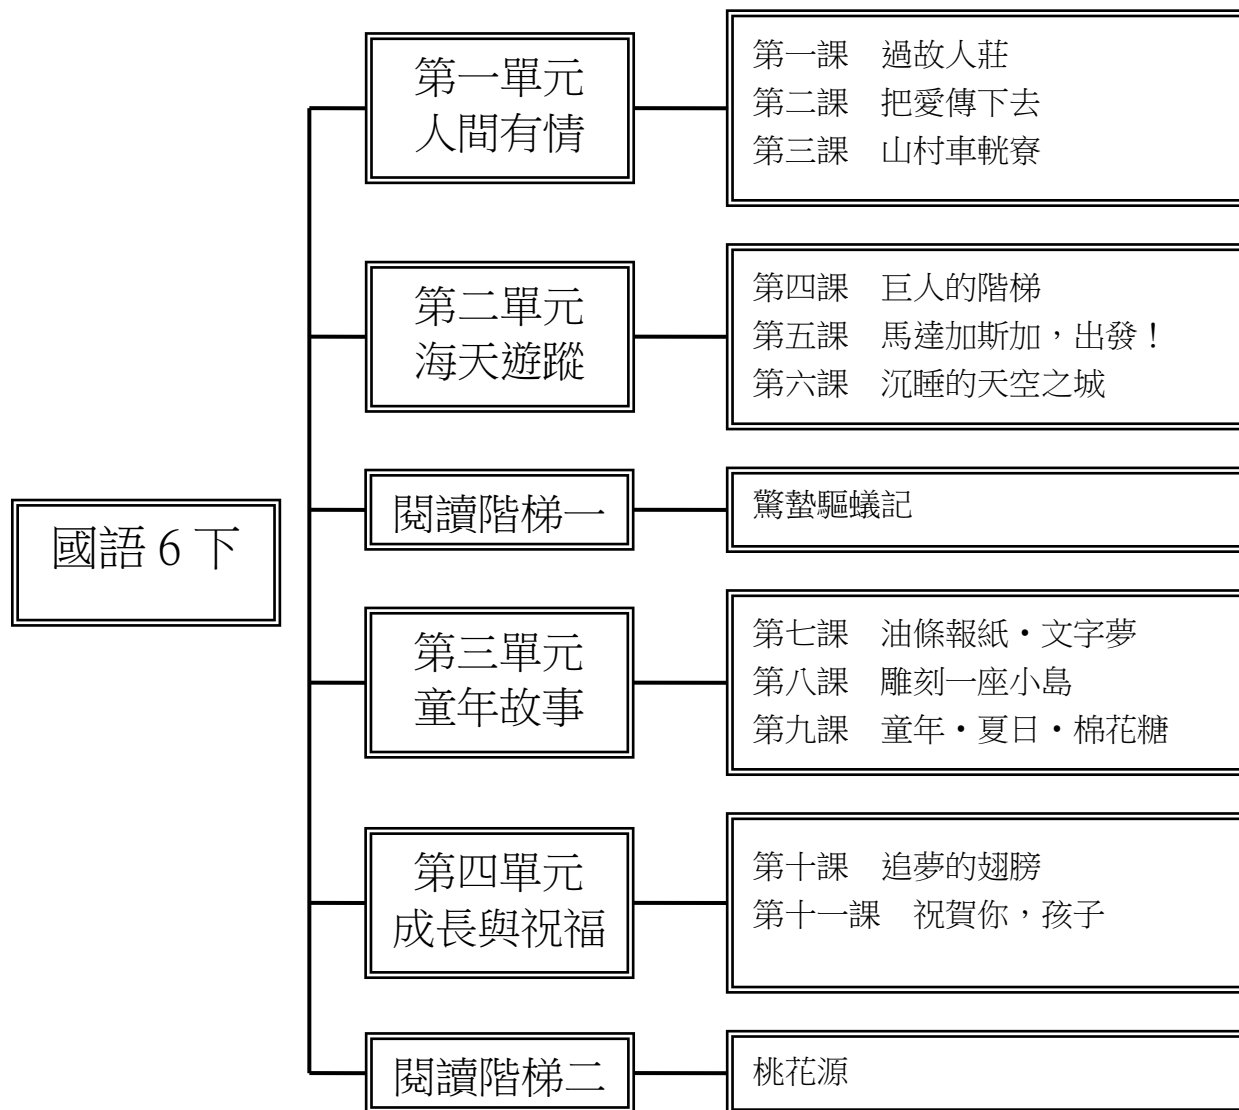 國語 6 下
第一單元
人間有情
第一課　過故人莊
第二課　把愛傳下去
第三課　山村車輄寮
第二單元
海天遊蹤
第四課　巨人的階梯
第五課　馬達加斯加，出發！
第六課　沉睡的天空之城
閱讀階梯一
驚蟄驅蟻記
第三單元
童年故事
第七課　油條報紙・文字夢
第八課　雕刻一座小島
第九課　童年・夏日・棉花糖
第四單元
成長與祝福
第十課　追夢的翅膀
第十一課　祝賀你，孩子
閱讀階梯二
桃花源